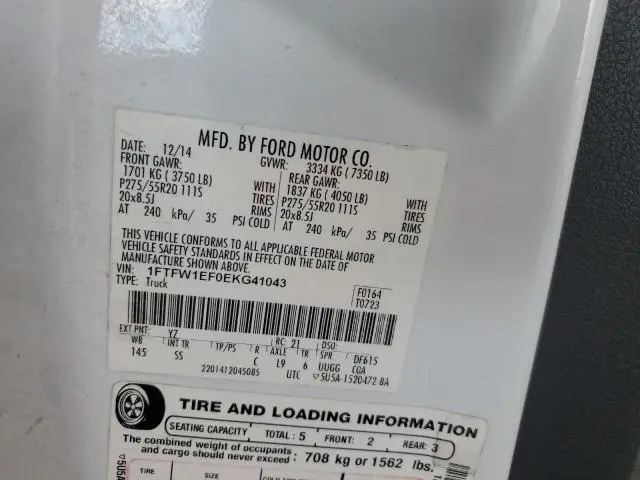 MFD. BY FORD MOTOR CO.
DATE: 12/14 GVWR: 3334 KG ( 7350 LB)
FRONT GAWR: REAR GAWR:
1701 KG ( 3750 LB) WITH 1837 KG ( 4050 LB) WITH
P275/55R20 111S TIRES P275/55R20 111S TIRES
20x8.5J RIMS 20x8.5J RIMS
AT 240 kPa/ 35 PSI COLD AT 240 kPa/ 35 PSI COLD
THIS VEHICLE CONFORMS TO ALL APPLICABLE FEDERAL MOTOR
VEHICLE SAFETY STANDARDS IN EFFECT ON THE DATE OF
MANUFACTURE SHOWN ABOVE.
VIN: 1FTFW1EF0EKG41043
TYPE: Truck
F0164
T0723
EXT PNT: YZ RC: 21 DSO:
WB INT TR TP/PS R AXLE TR SPR DF615
145 SS C L9 6 UUGG CGA
2201412045085 UTC ▽5U5A-1520472-BA
TIRE AND LOADING INFORMATION
SEATING CAPACITY TOTAL: 5 FRONT: 2 REAR: 3
The combined weight of occupants
and cargo should never exceed : 708 kg or 1562 lbs.
▽5U5A
TIRE SIZE